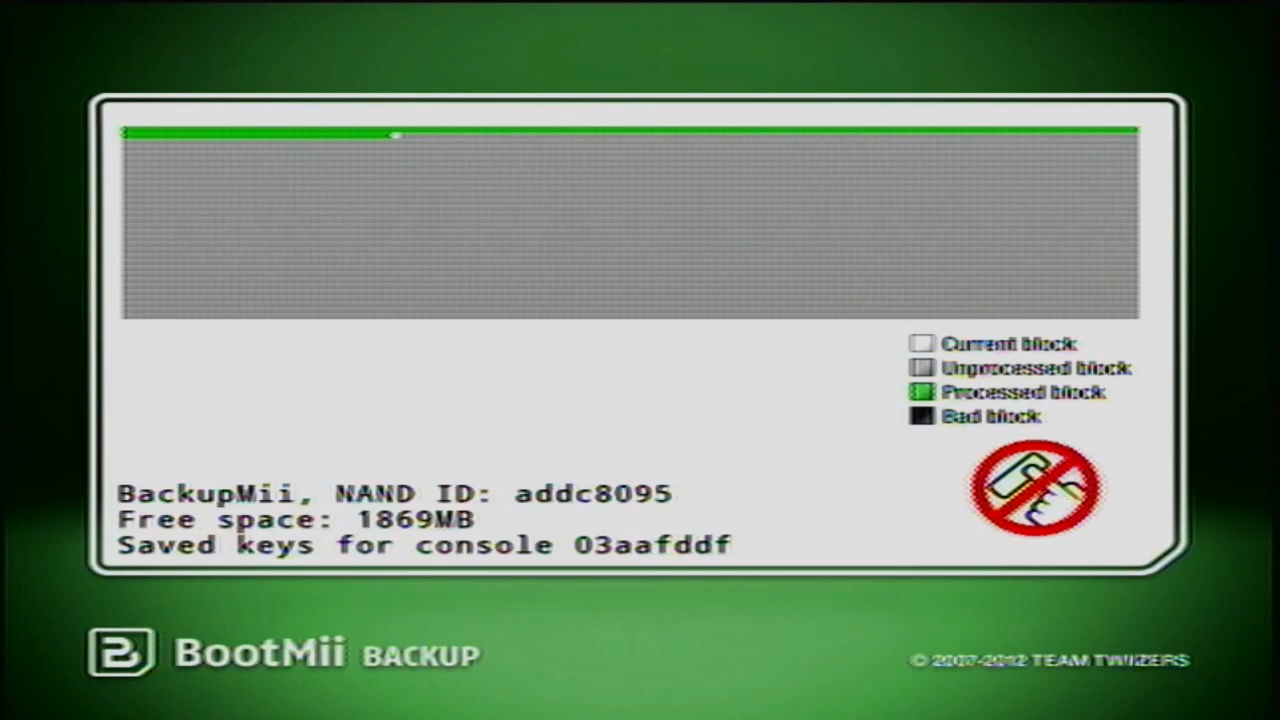 Current block
Unprocessed block
Processed block
Bad block
BackupMii, NAND ID: addc8095
Free space: 1869MB
Saved keys for console 03aafddf
BootMii BACKUP
© 2007-2012 TEAM TWIIZERS